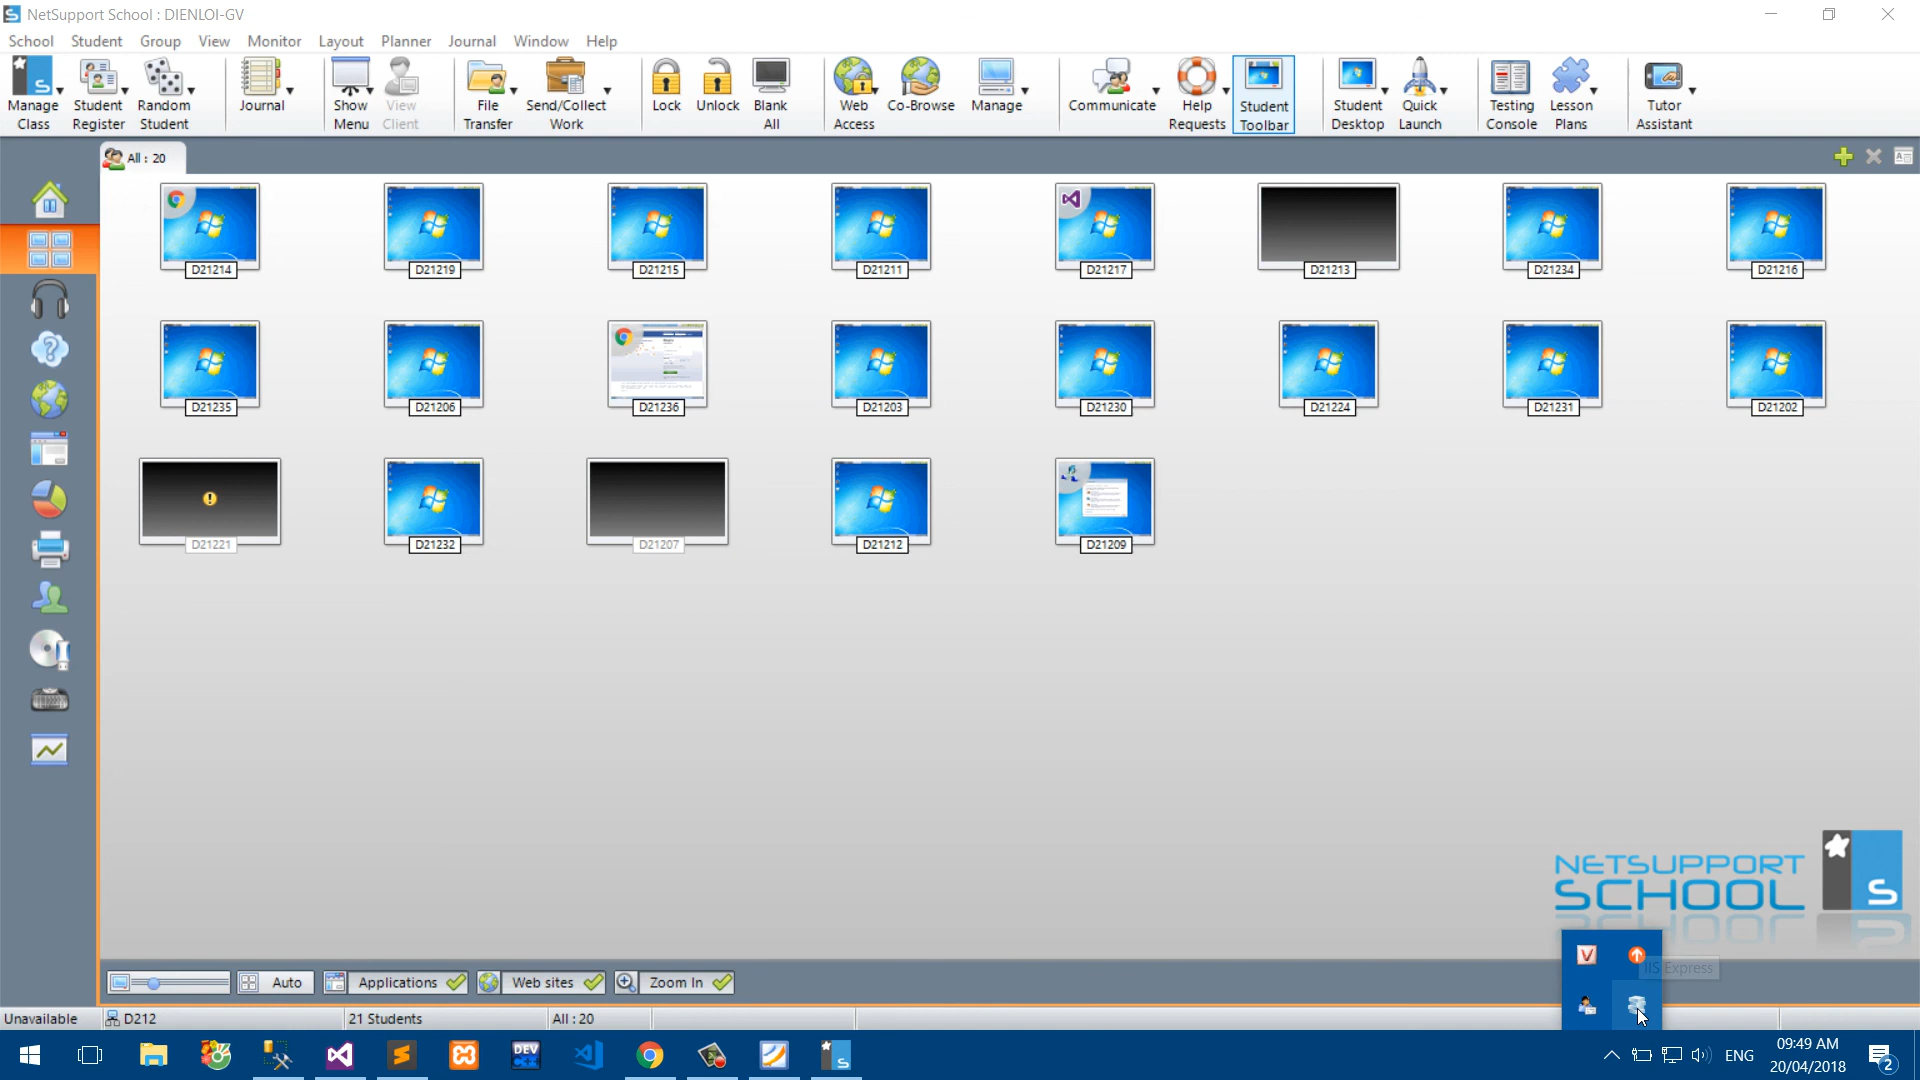 NetSupport School : DIENLOI-GV
School Student Group View Monitor Layout Planner Journal Window Help
Manage Class
Student Register
Random Student
Journal
Show Menu
View Client
File Transfer
Send/Collect Work
Lock
Unlock
Blank All
Web Access
Co-Browse
Manage
Communicate
Help Requests
Student Toolbar
Student Desktop
Quick Launch
Testing Console
Lesson Plans
Tutor Assistant
All : 20
D21214 D21219 D21215 D21211 D21217 D21213 D21234 D21216
D21235 D21206 D21236 D21203 D21230 D21224 D21231 D21202
D21221 D21232 D21207 D21212 D21209
NETSUPPORT
SCHOOL
S
IIS Express
Auto Applications Web sites Zoom In
Unavailable D212 21 Students All : 20
DEV
ENG
09:49 AM
20/04/2018
2